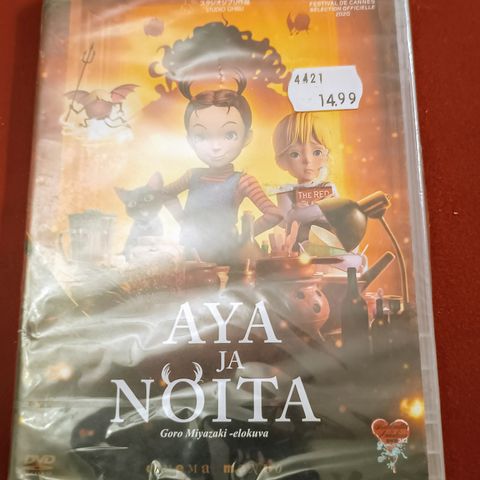 スタジオジブリ作品
STUDIO GHIBLI
FESTIVAL DE CANNES
SÉLECTION OFFICIELLE
2020
4421
14,99
THE RED
AYA
JA
NOITA
Goro Miyazaki -elokuva
DVD